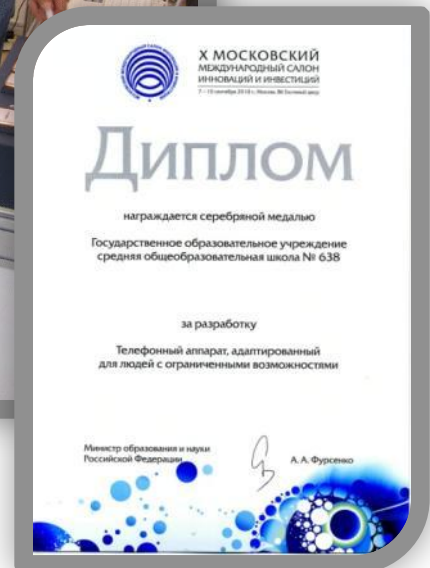 X МОСКОВСКИЙ
МЕЖДУНАРОДНЫЙ САЛОН
ИННОВАЦИЙ И ИНВЕСТИЦИЙ
Диплом
награждается серебряной медалью
Государственное образовательное учреждение
средняя общеобразовательная школа № 638
за разработку
Телефонный аппарат, адаптированный
для людей с ограниченными возможностями
Министр образования и науки
Российской Федерации
А. А. Фурсенко